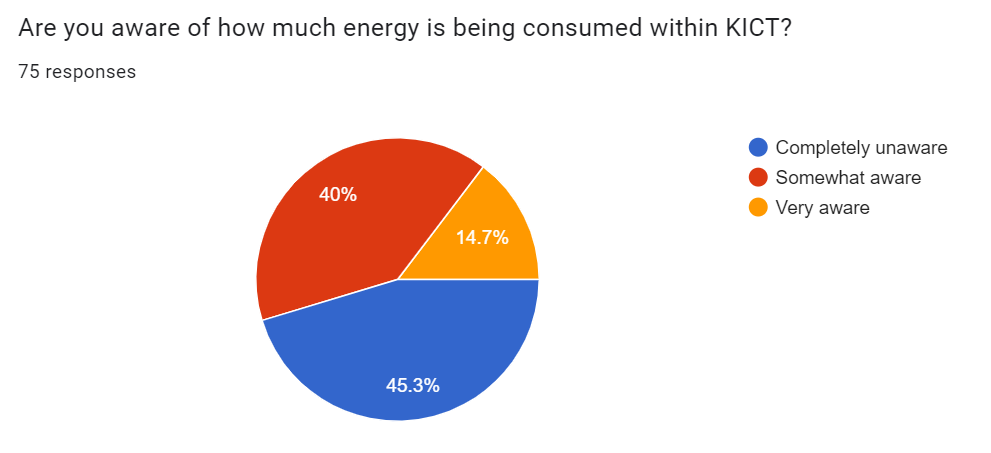 Are you aware of how much energy is being consumed within KICT?
75 responses
Completely unaware
Somewhat aware
Very aware
40%
14.7%
45.3%